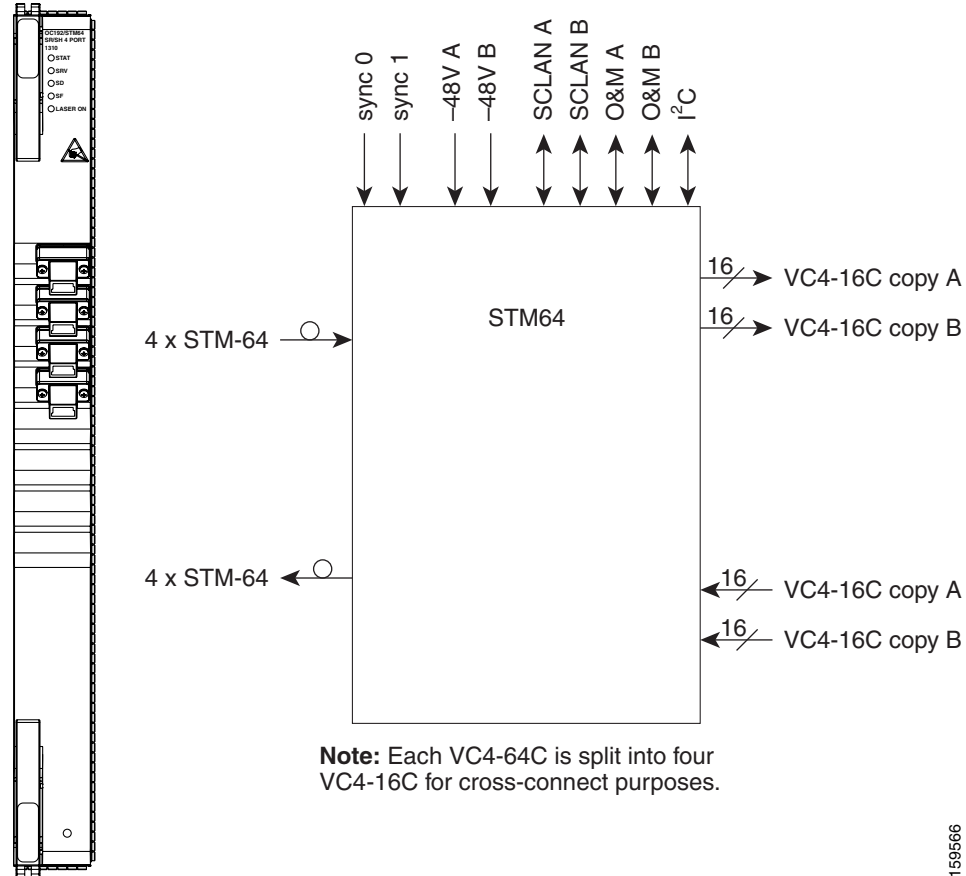 OC192/STM64
SR/SH 4 PORT
1310
STAT
SRV
SD
SF
LASER ON
sync 0
sync 1
–48V A
–48V B
SCLAN A
SCLAN B
O&M A
O&M B
I²C
4 x STM-64
STM64
16
VC4-16C copy A
16
VC4-16C copy B
4 x STM-64
16
VC4-16C copy A
16
VC4-16C copy B
Note: Each VC4-64C is split into four
VC4-16C for cross-connect purposes.
159566